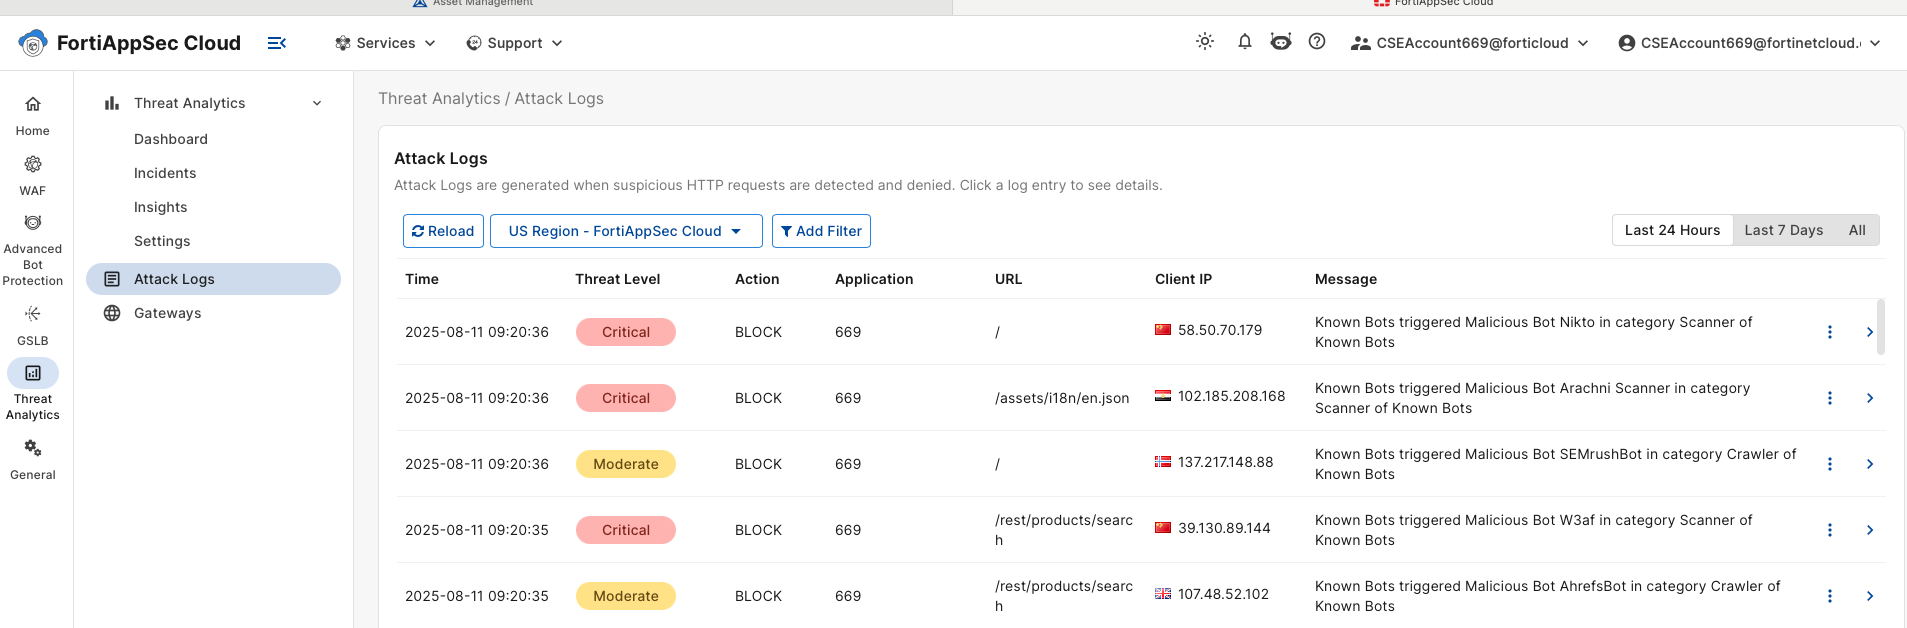 Asset Management
FortiAppSec Cloud
FortiAppSec Cloud
Services
Support
CSEAccount669@forticloud
CSEAccount669@fortinetcloud.
Home
WAF
Advanced
Bot
Protection
GSLB
Threat
Analytics
General
Threat Analytics
Dashboard
Incidents
Insights
Settings
Attack Logs
Gateways
Threat Analytics / Attack Logs
Attack Logs
Attack Logs are generated when suspicious HTTP requests are detected and denied. Click a log entry to see details.
Reload
US Region - FortiAppSec Cloud
Add Filter
Last 24 Hours
Last 7 Days
All
Time Threat Level Action Application URL Client IP Message
2025-08-11 09:20:36 Critical BLOCK 669 / 58.50.70.179 Known Bots triggered Malicious Bot Nikto in category Scanner of
Known Bots
2025-08-11 09:20:36 Critical BLOCK 669 /assets/i18n/en.json 102.185.208.168 Known Bots triggered Malicious Bot Arachni Scanner in category
Scanner of Known Bots
2025-08-11 09:20:36 Moderate BLOCK 669 / 137.217.148.88 Known Bots triggered Malicious Bot SEMrushBot in category Crawler of
Known Bots
2025-08-11 09:20:35 Critical BLOCK 669 /rest/products/searc 39.130.89.144 Known Bots triggered Malicious Bot W3af in category Scanner of
h Known Bots
2025-08-11 09:20:35 Moderate BLOCK 669 /rest/products/searc 107.48.52.102 Known Bots triggered Malicious Bot AhrefsBot in category Crawler of
h Known Bots